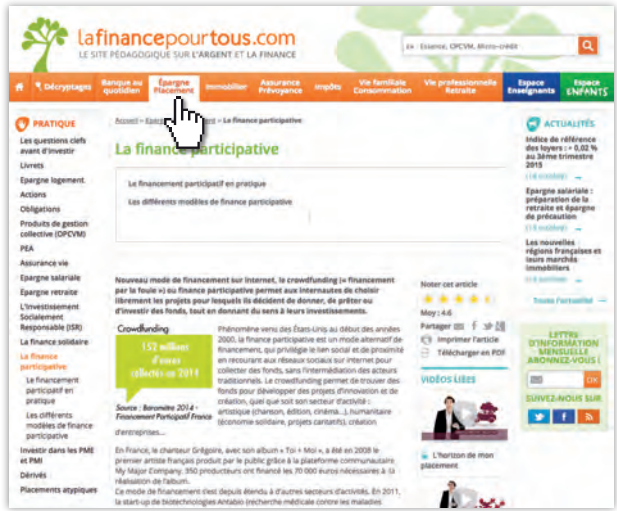 lafinancepourtous.com
LE SITE PÉDAGOGIQUE SUR L'ARGENT ET LA FINANCE
ex : Essence, OPCVM, Micro-crédit
Décryptages
Banque au quotidien
Épargne Placement
Immobilier
Assurance Prévoyance
Impôts
Vie familiale Consommation
Vie professionnelle Retraite
Espace Enseignants
Espace ENFANTS
PRATIQUE
Les questions clefs
avant d'investir
Livrets
Epargne logement
Actions
Obligations
Produits de gestion
collective (OPCVM)
PEA
Assurance vie
Epargne salariale
Epargne retraite
L'Investissement
Socialement
Responsable (ISR)
La finance solidaire
La finance
participative
Le financement
participatif en
pratique
Les différents
modèles de finance
participative
Investir dans les PME
et PMI
Dérivés
Placements atypiques
Accueil > > La finance participative
La finance participative
Le financement participatif en pratique
Les différents modèles de finance participative
Nouveau mode de financement sur Internet, le crowdfunding (« financement
par la foule ») ou finance participative permet aux internautes de choisir
librement les projets pour lesquels ils décident de donner, de prêter ou
d'investir des fonds, tout en donnant du sens à leurs investissements.
Crowdfunding
152 millions
d'euros
collectés en 2014
Source : Baromètre 2014 -
Financement Participatif France
Phénomène venu des États-Unis au début des années
2000, la finance participative est un mode alternatif de
financement, qui privilégie le lien social et de proximité
en recourant aux réseaux sociaux sur internet pour
collecter des fonds, sans l'intermédiation des acteurs
traditionnels. Le crowdfunding permet de trouver des
fonds pour développer des projets d'innovation et de
création, quel que soit son secteur d'activité :
artistique (chanson, édition, cinéma...), humanitaire
(économie solidaire, projets caritatifs), création
d'entreprises...
En France, le chanteur Grégoire, avec son album « Toi + Moi », a été en 2008 le
premier artiste français produit par le public grâce à la plateforme communautaire
My Major Company. 350 producteurs ont financé les 70 000 euros nécessaires à la
réalisation de l'album.
Ce mode de financement s'est depuis étendu à d'autres secteurs d'activités. En 2011,
la start-up de biotechnologies Antabio (recherche médicale contre les maladies
Noter cet article
Moy : 4.6
Partager
Imprimer l'article
Télécharger en PDF
VIDÉOS LIÉES
L'horizon de mon
placement
ACTUALITÉS
Indice de référence
des loyers : + 0,02 %
au 3ème trimestre
2015
Epargne salariale :
préparation de la
retraite et épargne
de précaution
Les nouvelles
régions françaises et
leurs marchés
immobiliers
Toute l'actualité
LETTRE
D'INFORMATION
MENSUELLE
ABONNEZ-VOUS !
OK
SUIVEZ-NOUS SUR